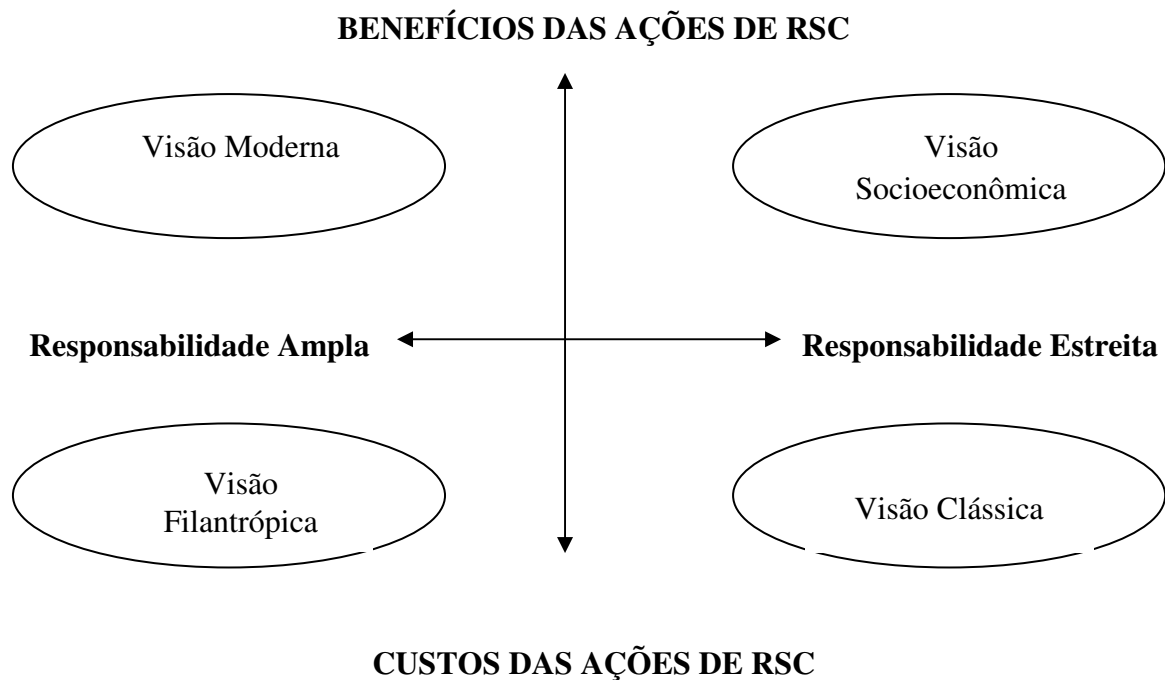 BENEFÍCIOS DAS AÇÕES DE RSC
Visão Moderna
Visão
Socioeconômica
Responsabilidade Ampla
Responsabilidade Estreita
Visão
Filantrópica
Visão Clássica
CUSTOS DAS AÇÕES DE RSC